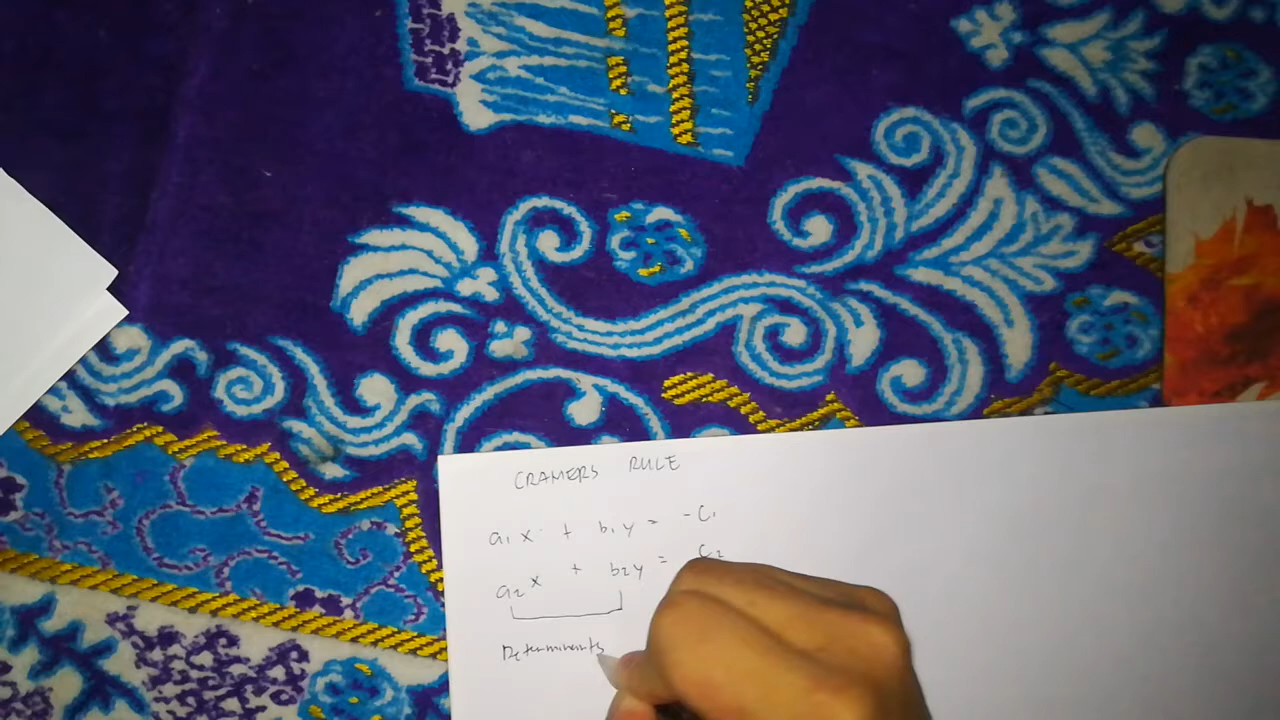 CRAMERS RULE
a₁x + b₁y = -C₁
a₂x + b₂y = C₂
Determinants